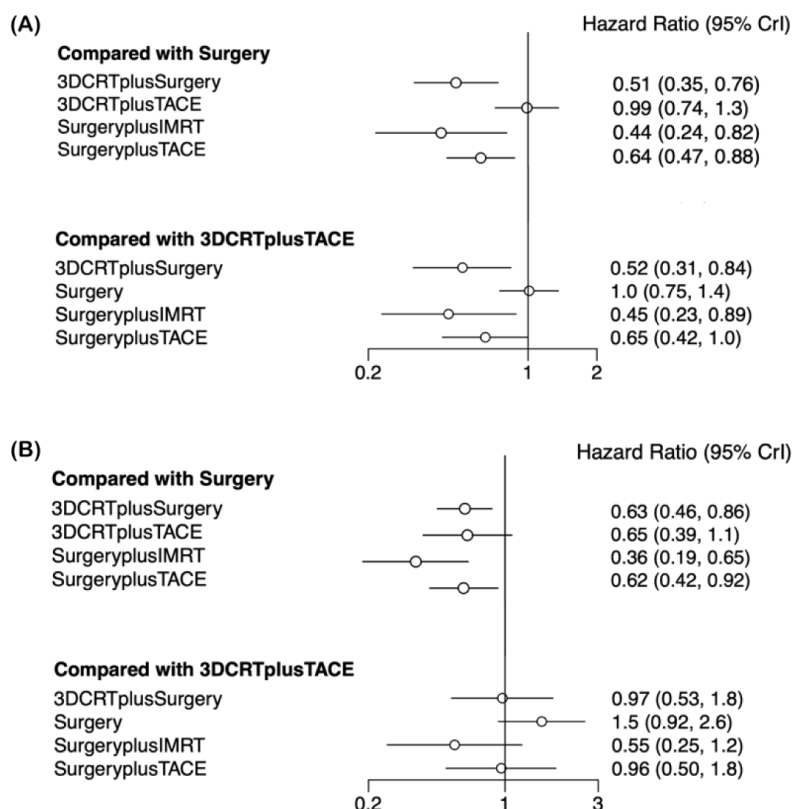 (A) Hazard Ratio (95% CrI)
Compared with Surgery
3DCRTplusSurgery 0.51 (0.35, 0.76)
3DCRTplusTACE 0.99 (0.74, 1.3)
SurgeryplusIMRT 0.44 (0.24, 0.82)
SurgeryplusTACE 0.64 (0.47, 0.88)
Compared with 3DCRTplusTACE
3DCRTplusSurgery 0.52 (0.31, 0.84)
Surgery 1.0 (0.75, 1.4)
SurgeryplusIMRT 0.45 (0.23, 0.89)
SurgeryplusTACE 0.65 (0.42, 1.0)
0.2 1 2
(B) Hazard Ratio (95% CrI)
Compared with Surgery
3DCRTplusSurgery 0.63 (0.46, 0.86)
3DCRTplusTACE 0.65 (0.39, 1.1)
SurgeryplusIMRT 0.36 (0.19, 0.65)
SurgeryplusTACE 0.62 (0.42, 0.92)
Compared with 3DCRTplusTACE
3DCRTplusSurgery 0.97 (0.53, 1.8)
Surgery 1.5 (0.92, 2.6)
SurgeryplusIMRT 0.55 (0.25, 1.2)
SurgeryplusTACE 0.96 (0.50, 1.8)
0.2 1 3